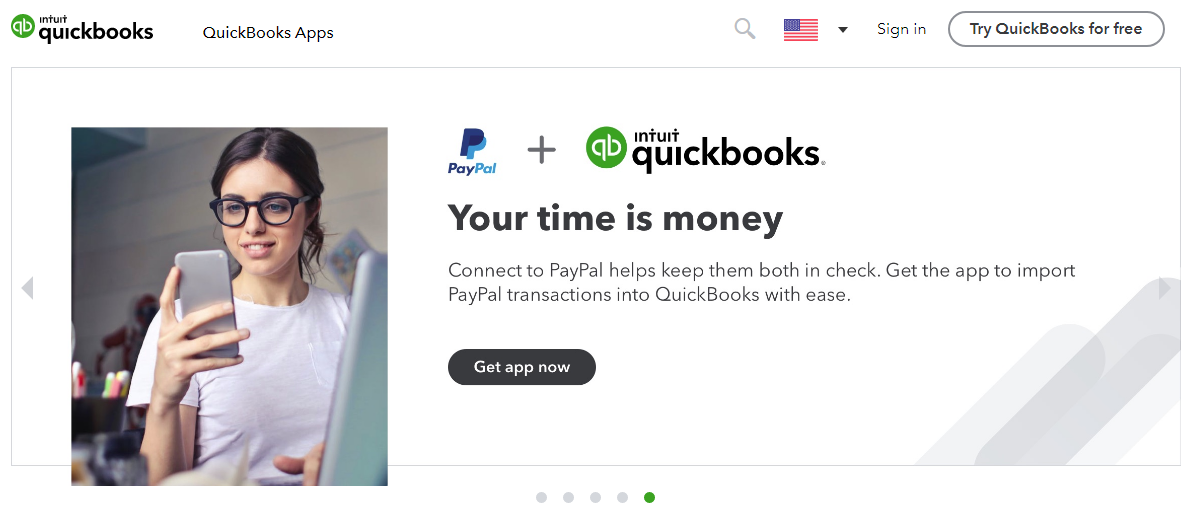 intuit
quickbooks
QuickBooks Apps
Sign in
Try QuickBooks for free
PayPal
+
intuit
quickbooks.
Your time is money
Connect to PayPal helps keep them both in check. Get the app to import
PayPal transactions into QuickBooks with ease.
Get app now